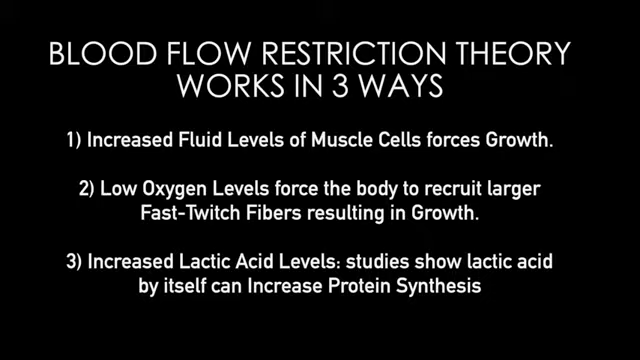 BLOOD FLOW RESTRICTION THEORY
WORKS IN 3 WAYS
1) Increased Fluid Levels of Muscle Cells forces Growth.
2) Low Oxygen Levels force the body to recruit larger
Fast-Twitch Fibers resulting in Growth.
3) Increased Lactic Acid Levels: studies show lactic acid
by itself can Increase Protein Synthesis